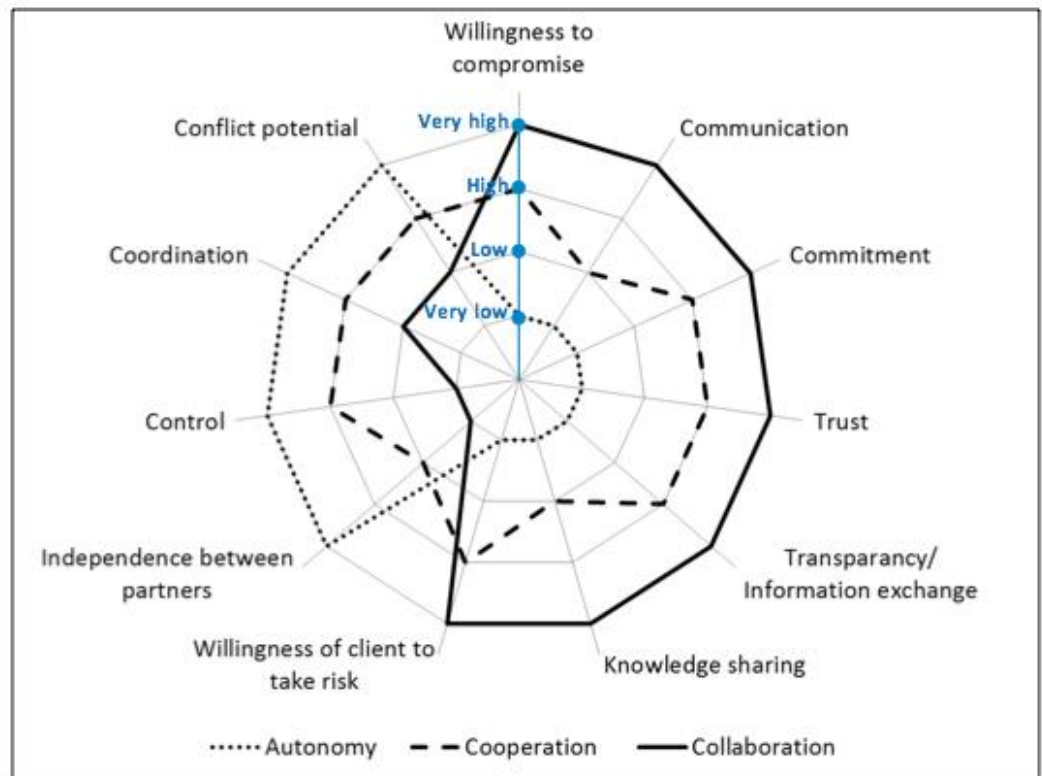 Willingness to
compromise
Conflict potential
Very high
Communication
High
Coordination
Low
Commitment
Very low
Control
Trust
Independence between
partners
Transparancy/
Information exchange
Willingness of client to
take risk
Knowledge sharing
Autonomy
Cooperation
Collaboration